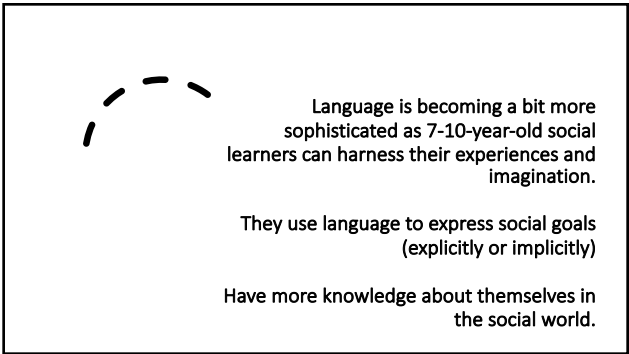 Language is becoming a bit more
sophisticated as 7-10-year-old social
learners can harness their experiences and
imagination.
They use language to express social goals
(explicitly or implicitly)
Have more knowledge about themselves in
the social world.